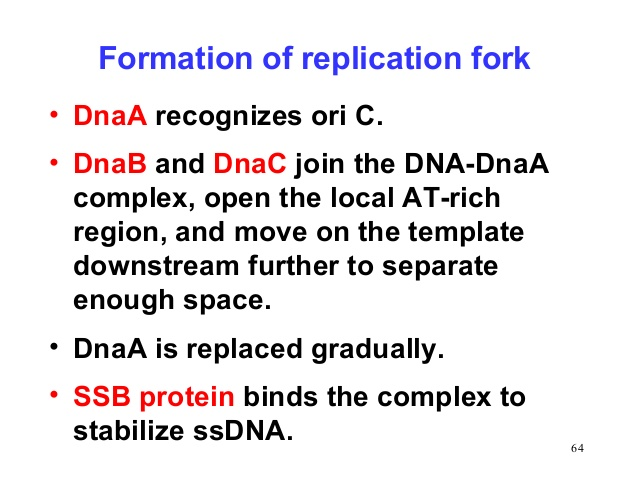 Formation of replication fork
• DnaA recognizes ori C.
• DnaB and DnaC join the DNA-DnaA
complex, open the local AT-rich
region, and move on the template
downstream further to separate
enough space.
• DnaA is replaced gradually.
• SSB protein binds the complex to
stabilize ssDNA.
64